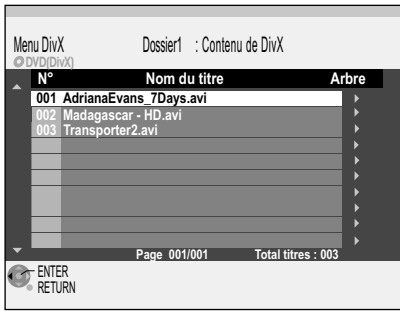 Menu DivX Dossier1 : Contenu de DivX
DVD(DivX)
N° Nom du titre Arbre
001 AdrianaEvans_7Days.avi
002 Madagascar - HD.avi
003 Transporter2.avi
Page 001/001 Total titres : 003
ENTER
RETURN